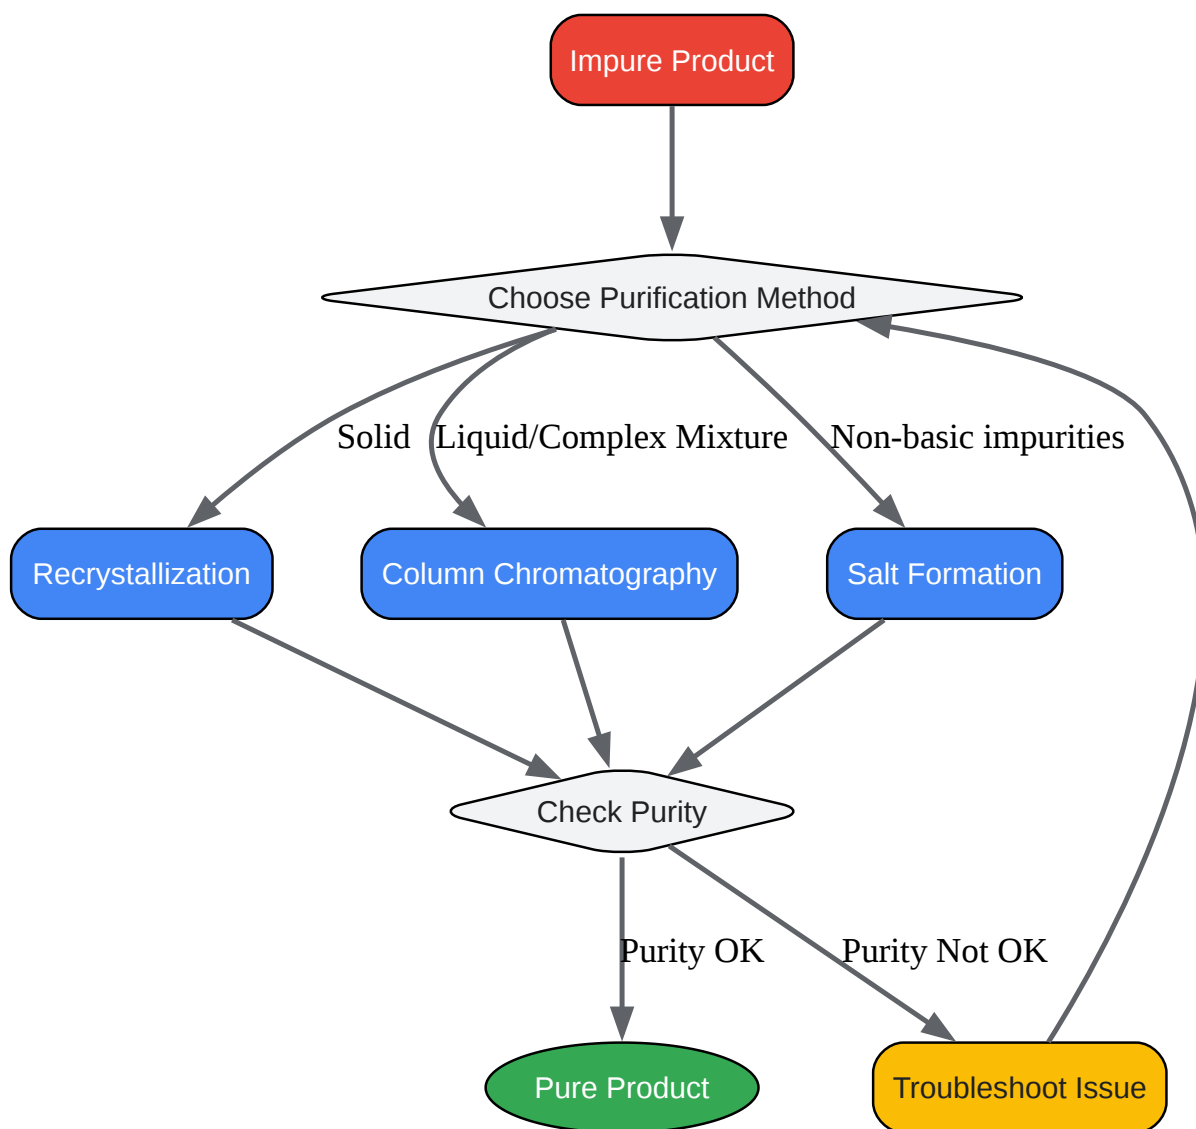 Impure Product
Choose Purification Method
Solid
Liquid/Complex Mixture
Non-basic impurities
Recrystallization
Column Chromatography
Salt Formation
Check Purity
Purity OK
Purity Not OK
Pure Product
Troubleshoot Issue